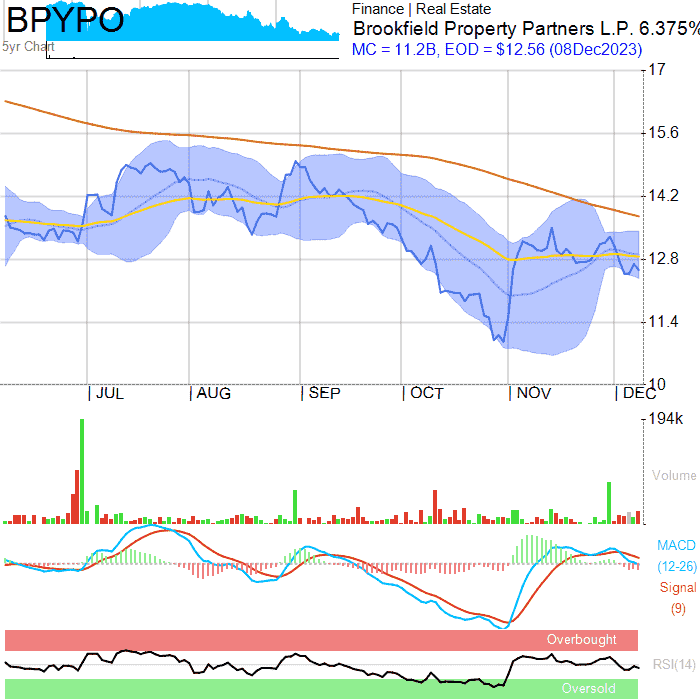 BPYPO
5yr Chart
Finance | Real Estate
Brookfield Property Partners L.P. 6.375%
MC = 11.2B, EOD = $12.56 (08Dec2023)
17
15.6
14.2
12.8
11.4
10
JUL AUG SEP OCT NOV DEC
194k
Volume
MACD
(12-26)
Signal
(9)
Overbought
RSI(14)
Oversold